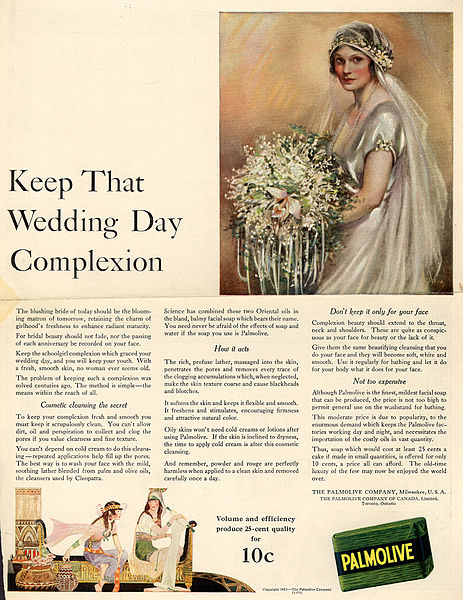 Keep That
Wedding Day
Complexion
The blushing bride of today should be the bloom-
ing matron of tomorrow, retaining the charm of
girlhood's freshness to enhance radiant maturity.
For bridal beauty should not fade, nor the passing
of each anniversary be recorded on your face.
Keep the schoolgirl complexion which graced your
wedding day, and you will keep your youth. With
a fresh, smooth skin, no woman ever seems old.
The problem of keeping such a complexion was
solved centuries ago. The method is simple—the
means within the reach of all.
Cosmetic cleansing the secret
To keep your complexion fresh and smooth you
must keep it scrupulously clean. You can't allow
dirt, oil and perspiration to collect and clog the
pores if you value clearness and fine texture.
You can't depend on cold cream to do this cleans-
ing—repeated applications help fill up the pores.
The best way is to wash your face with the mild,
soothing lather blended from palm and olive oils,
the cleansers used by Cleopatra.
Science has combined these two Oriental oils in
the bland, balmy facial soap which bears their name.
You need never be afraid of the effects of soap and
water if the soap you use is Palmolive.
How it acts
The rich, profuse lather, massaged into the skin,
penetrates the pores and removes every trace of
the clogging accumulations which, when neglected,
make the skin texture coarse and cause blackheads
and blotches.
It softens the skin and keeps it flexible and smooth.
It freshens and stimulates, encouraging firmness
and attractive natural color.
Oily skins won't need cold creams or lotions after
using Palmolive. If the skin is inclined to dryness,
the time to apply cold cream is after this cosmetic
cleansing.
And remember, powder and rouge are perfectly
harmless when applied to a clean skin and removed
carefully once a day.
Don't keep it only for your face
Complexion beauty should extend to the throat,
neck and shoulders. These are quite as conspic-
uous as your face for beauty or the lack of it.
Give them the same beautifying cleansing that you
do your face and they will become soft, white and
smooth. Use it regularly for bathing and let it do
for your body what it does for your face.
Not too expensive
Although Palmolive is the finest, mildest facial soap
that can be produced, the price is not too high to
permit general use on the washstand for bathing.
This moderate price is due to popularity, to the
enormous demand which keeps the Palmolive fac-
tories working day and night, and necessitates the
importation of the costly oils in vast quantity.
Thus, soap which would cost at least 25 cents a
cake if made in small quantities, is offered for only
10 cents, a price all can afford. The old-time
luxury of the few may now be enjoyed the world
over.
THE PALMOLIVE COMPANY, Milwaukee, U. S. A.
THE PALMOLIVE COMPANY OF CANADA, Limited,
Toronto, Ontario
Volume and efficiency
produce 25-cent quality
for
10c
PALMOLIVE
The Palmolive Company